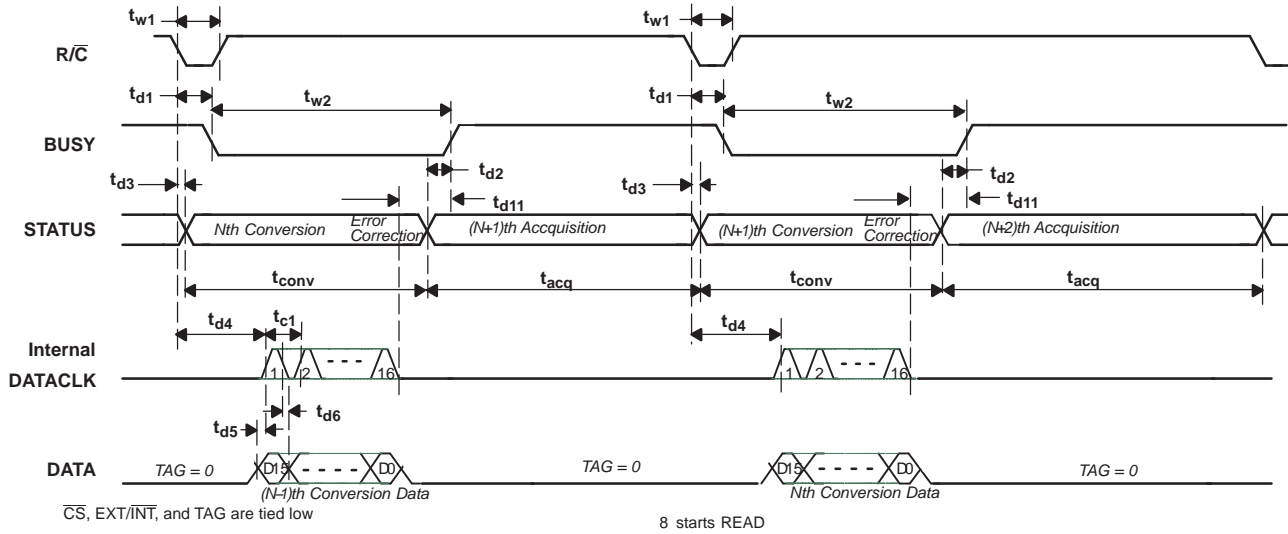 tw1 tw1
R/C̅
td1 tw2 td1 tw2
BUSY
td3 td2 td3 td2
td11 td11
STATUS Nth Conversion Error Correction (N+1)th Accquisition (N+1)th Conversion Error Correction (N+2)th Accquisition
tconv tacq tconv tacq
td4 tc1 td4
Internal
DATACLK 1 2 - - - 16 1 2 - - - 16
td6
td5
DATA TAG = 0 D15 - - - - D0 TAG = 0 D15 - - - - D0 TAG = 0
(N-1)th Conversion Data Nth Conversion Data
C̅S̅, EXT/I̅N̅T̅, and TAG are tied low
8 starts READ